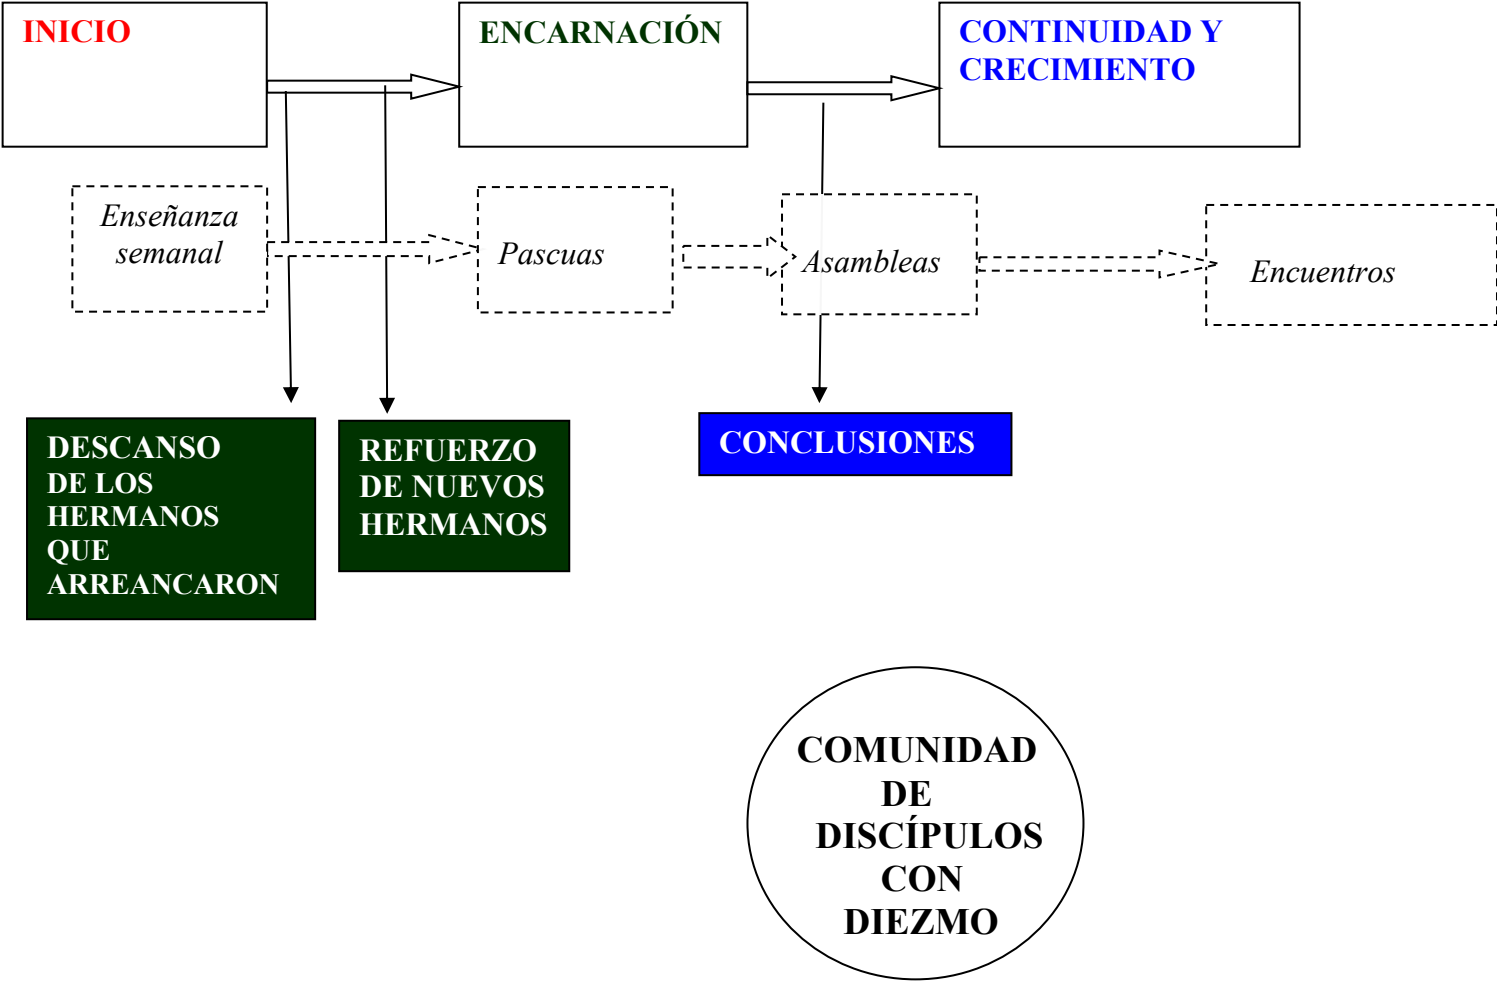 INICIO
ENCARNACIÓN
CONTINUIDAD Y
CRECIMIENTO
Enseñanza
semanal
Pascuas
Asambleas
Encuentros
DESCANSO
DE LOS
HERMANOS
QUE
ARREANCARON
REFUERZO
DE NUEVOS
HERMANOS
CONCLUSIONES
COMUNIDAD
DE
DISCÍPULOS
CON
DIEZMO